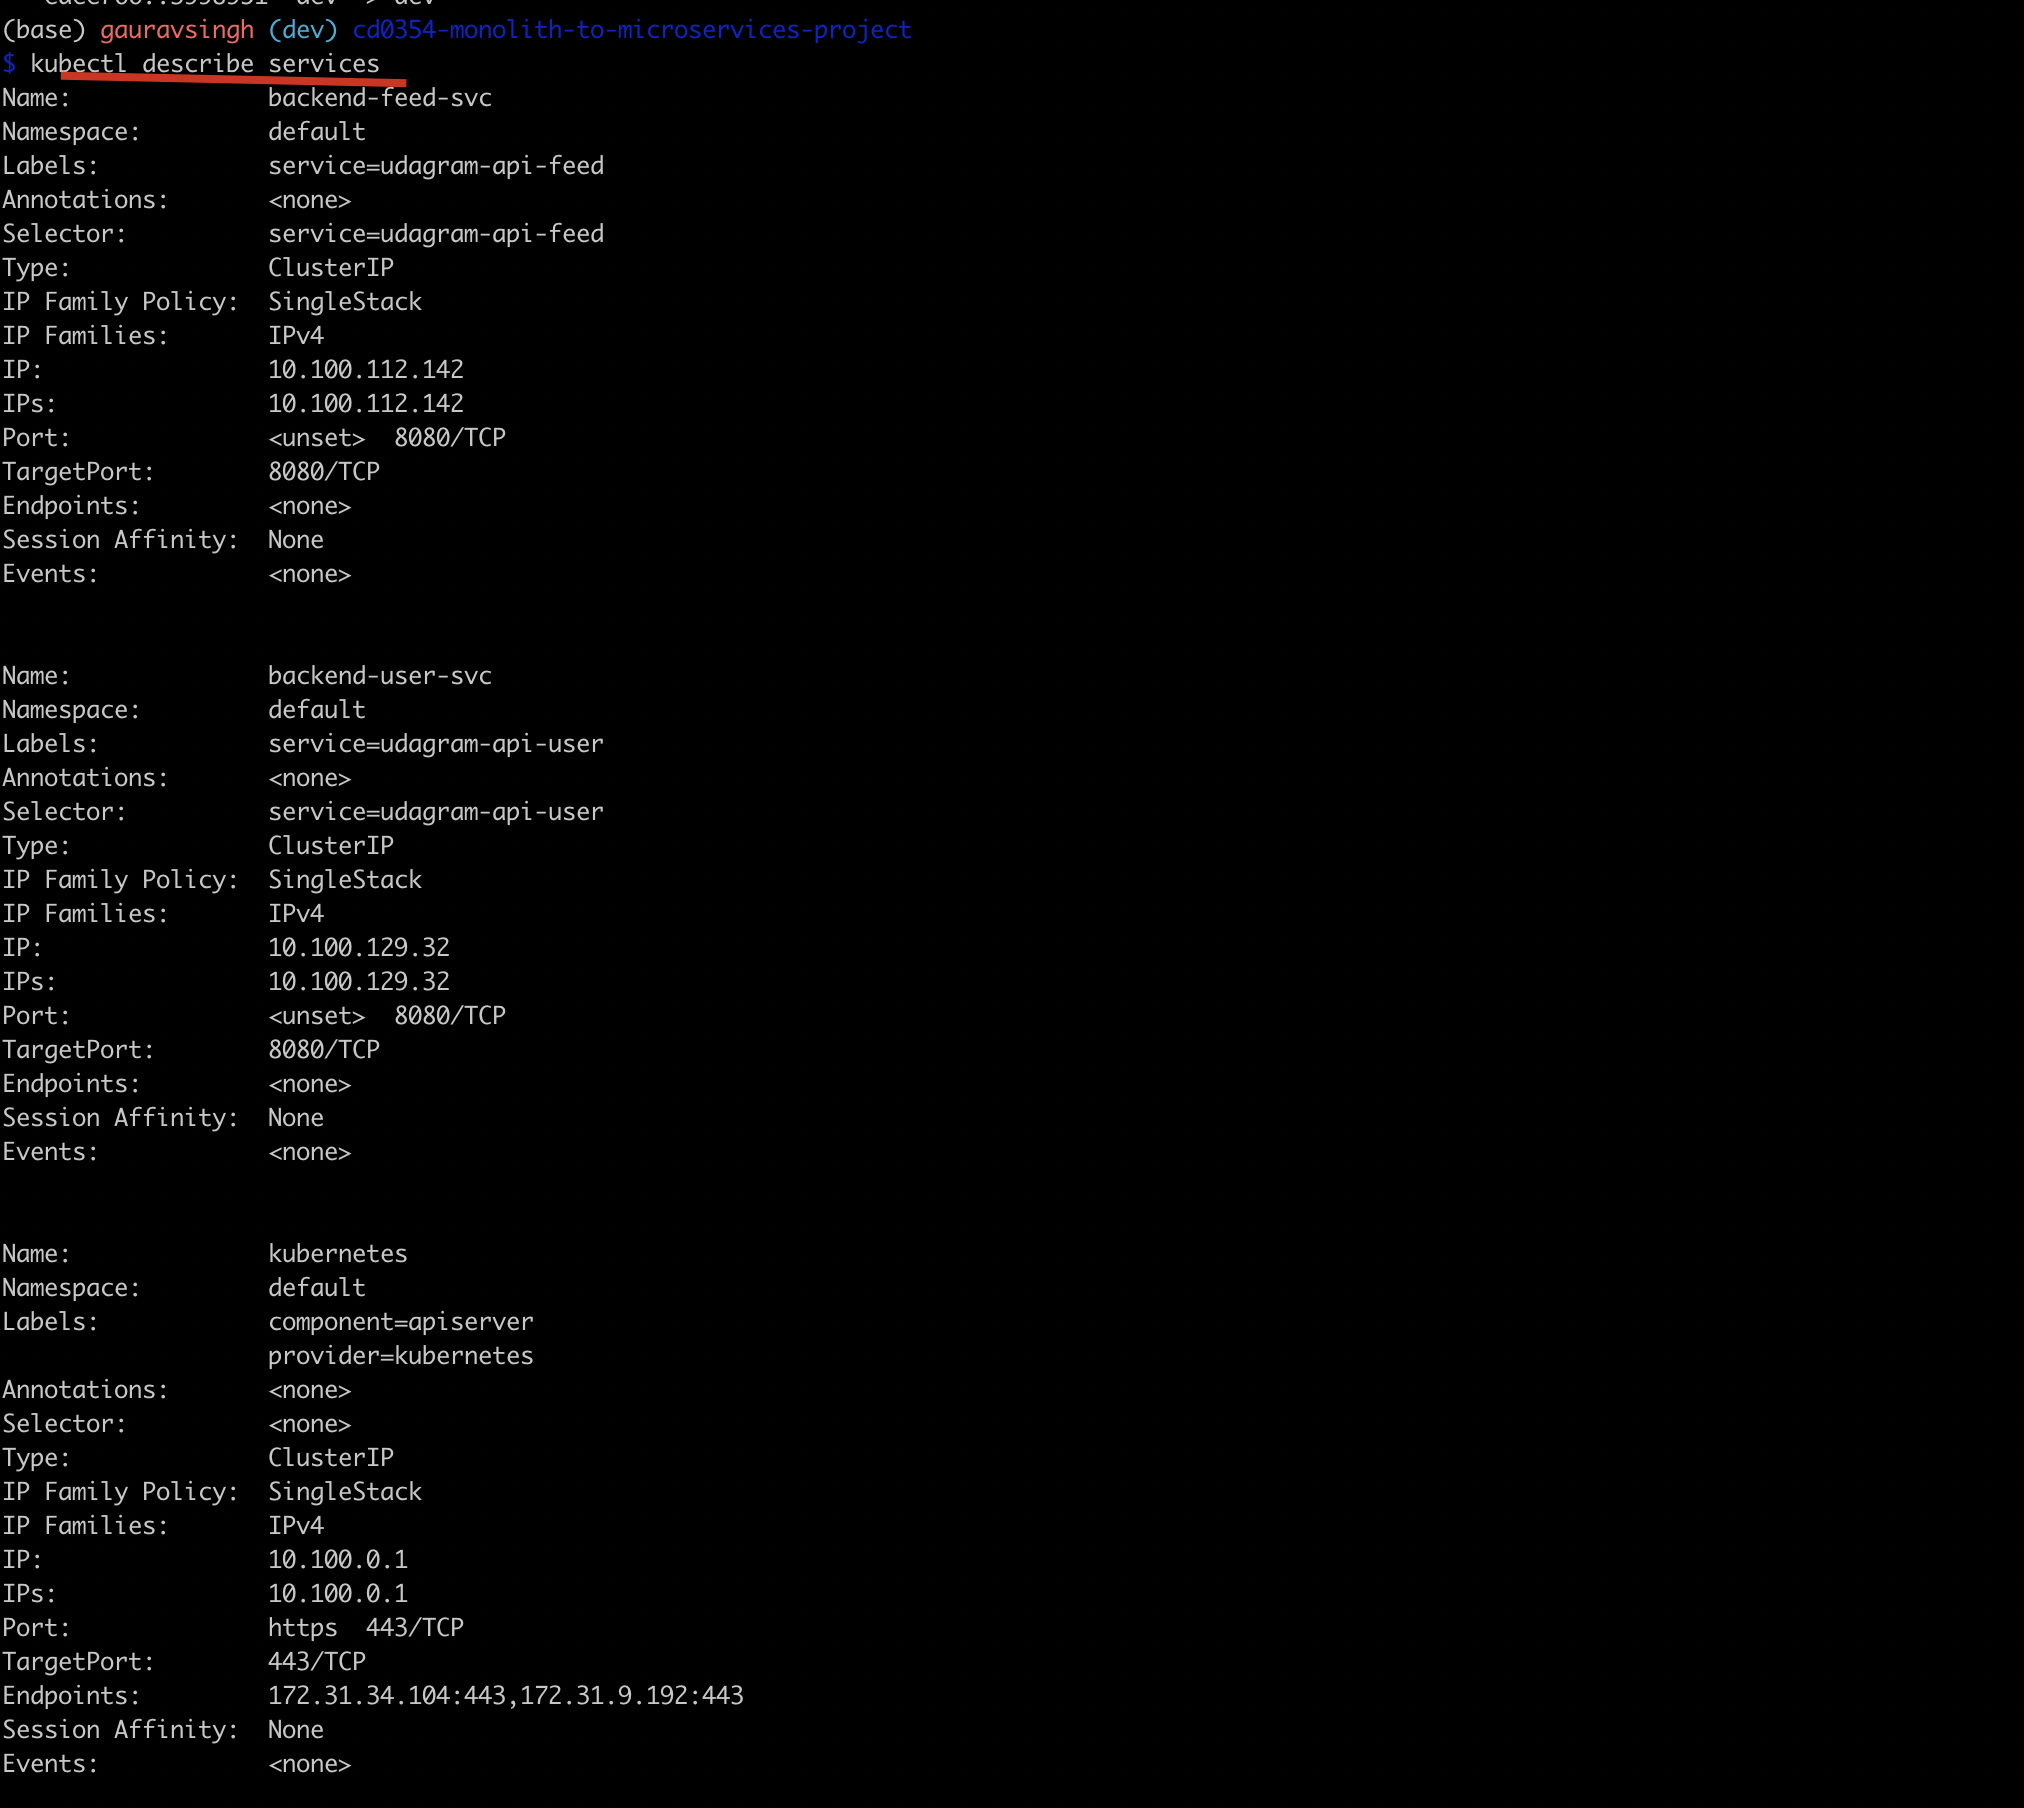 dev -> dev
(base) gauravsingh (dev) cd0354-monolith-to-microservices-project
$ kubectl describe services
Name:              backend-feed-svc
Namespace:         default
Labels:            service=udagram-api-feed
Annotations:       <none>
Selector:          service=udagram-api-feed
Type:              ClusterIP
IP Family Policy:  SingleStack
IP Families:       IPv4
IP:                10.100.112.142
IPs:               10.100.112.142
Port:              <unset>  8080/TCP
TargetPort:        8080/TCP
Endpoints:         <none>
Session Affinity:  None
Events:            <none>
Name:              backend-user-svc
Namespace:         default
Labels:            service=udagram-api-user
Annotations:       <none>
Selector:          service=udagram-api-user
Type:              ClusterIP
IP Family Policy:  SingleStack
IP Families:       IPv4
IP:                10.100.129.32
IPs:               10.100.129.32
Port:              <unset>  8080/TCP
TargetPort:        8080/TCP
Endpoints:         <none>
Session Affinity:  None
Events:            <none>
Name:              kubernetes
Namespace:         default
Labels:            component=apiserver
                   provider=kubernetes
Annotations:       <none>
Selector:          <none>
Type:              ClusterIP
IP Family Policy:  SingleStack
IP Families:       IPv4
IP:                10.100.0.1
IPs:               10.100.0.1
Port:              https  443/TCP
TargetPort:        443/TCP
Endpoints:         172.31.34.104:443,172.31.9.192:443
Session Affinity:  None
Events:            <none>